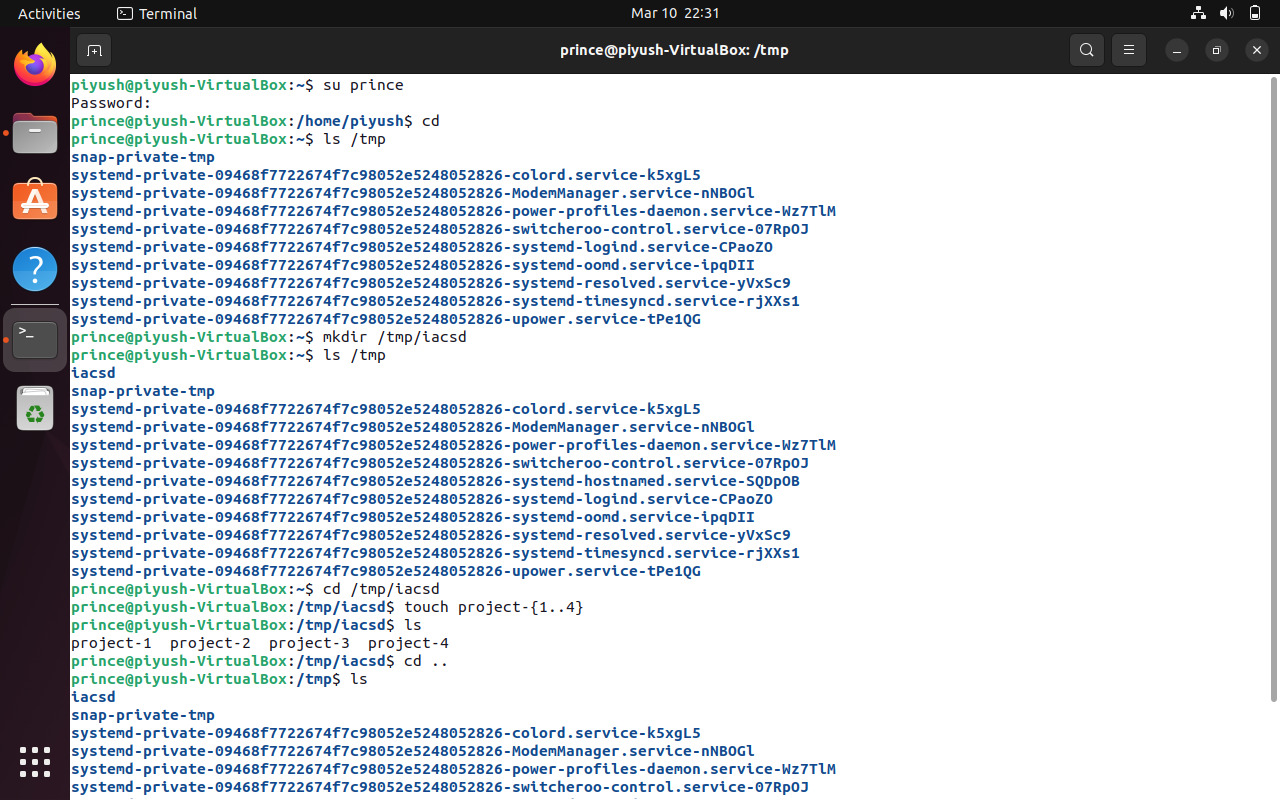 Activities Terminal Mar 10 22:31
prince@piyush-VirtualBox: /tmp
piyush@piyush-VirtualBox:~$ su prince
Password:
prince@piyush-VirtualBox:/home/piyush$ cd
prince@piyush-VirtualBox:~$ ls /tmp
snap-private-tmp
systemd-private-09468f7722674f7c98052e5248052826-colord.service-k5xgL5
systemd-private-09468f7722674f7c98052e5248052826-ModemManager.service-nNBOGl
systemd-private-09468f7722674f7c98052e5248052826-power-profiles-daemon.service-Wz7TlM
systemd-private-09468f7722674f7c98052e5248052826-switcheroo-control.service-07RpOJ
systemd-private-09468f7722674f7c98052e5248052826-systemd-logind.service-CPaoZO
systemd-private-09468f7722674f7c98052e5248052826-systemd-oomd.service-ipqDII
systemd-private-09468f7722674f7c98052e5248052826-systemd-resolved.service-yVxSc9
systemd-private-09468f7722674f7c98052e5248052826-systemd-timesyncd.service-rjXXs1
systemd-private-09468f7722674f7c98052e5248052826-upower.service-tPe1QG
prince@piyush-VirtualBox:~$ mkdir /tmp/iacsd
prince@piyush-VirtualBox:~$ ls /tmp
iacsd
snap-private-tmp
systemd-private-09468f7722674f7c98052e5248052826-colord.service-k5xgL5
systemd-private-09468f7722674f7c98052e5248052826-ModemManager.service-nNBOGl
systemd-private-09468f7722674f7c98052e5248052826-power-profiles-daemon.service-Wz7TlM
systemd-private-09468f7722674f7c98052e5248052826-switcheroo-control.service-07RpOJ
systemd-private-09468f7722674f7c98052e5248052826-systemd-hostnamed.service-SQDpOB
systemd-private-09468f7722674f7c98052e5248052826-systemd-logind.service-CPaoZO
systemd-private-09468f7722674f7c98052e5248052826-systemd-oomd.service-ipqDII
systemd-private-09468f7722674f7c98052e5248052826-systemd-resolved.service-yVxSc9
systemd-private-09468f7722674f7c98052e5248052826-systemd-timesyncd.service-rjXXs1
systemd-private-09468f7722674f7c98052e5248052826-upower.service-tPe1QG
prince@piyush-VirtualBox:~$ cd /tmp/iacsd
prince@piyush-VirtualBox:/tmp/iacsd$ touch project-{1..4}
prince@piyush-VirtualBox:/tmp/iacsd$ ls
project-1  project-2  project-3  project-4
prince@piyush-VirtualBox:/tmp/iacsd$ cd ..
prince@piyush-VirtualBox:/tmp$ ls
iacsd
snap-private-tmp
systemd-private-09468f7722674f7c98052e5248052826-colord.service-k5xgL5
systemd-private-09468f7722674f7c98052e5248052826-ModemManager.service-nNBOGl
systemd-private-09468f7722674f7c98052e5248052826-power-profiles-daemon.service-Wz7TlM
systemd-private-09468f7722674f7c98052e5248052826-switcheroo-control.service-07RpOJ